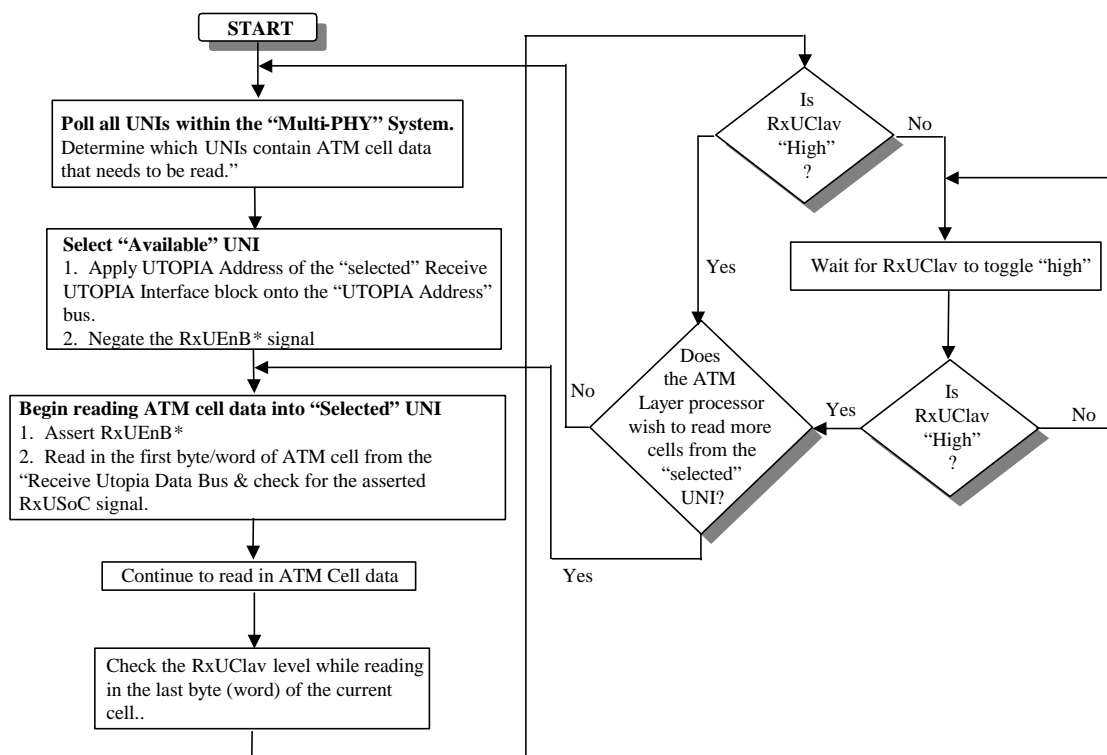 START
Poll all UNIs within the “Multi-PHY” System.
Determine which UNIs contain ATM cell data
that needs to be read.”
Select “Available” UNI
1. Apply UTOPIA Address of the “selected” Receive
UTOPIA Interface block onto the “UTOPIA Address”
bus.
2. Negate the RxUEnB* signal
Begin reading ATM cell data into “Selected” UNI
1. Assert RxUEnB*
2. Read in the first byte/word of ATM cell from the
“Receive Utopia Data Bus & check for the asserted
RxUSoC signal.
Continue to read in ATM Cell data
Check the RxUClav level while reading
in the last byte (word) of the current
cell..
Is
RxUClav
“High”
?
No
Yes
Wait for RxUClav to toggle “high”
Is
RxUClav
“High”
?
No
Yes
Does
the ATM
Layer processor
wish to read more
cells from the
“selected”
UNI?
No
Yes